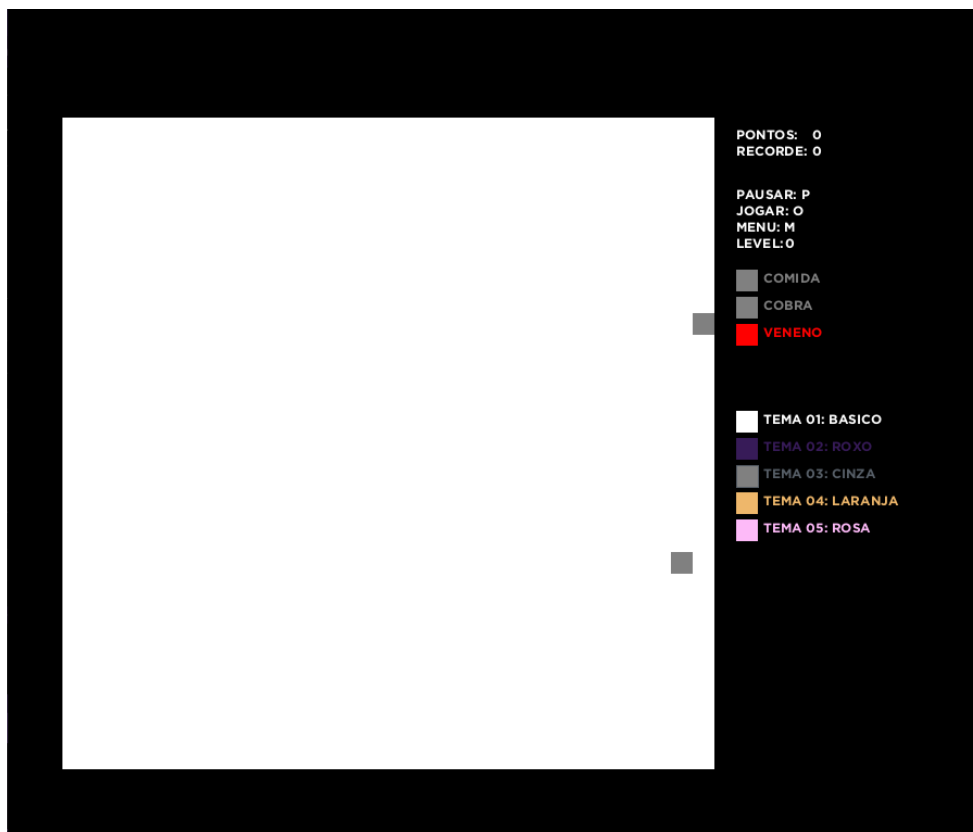 PONTOS: 0
RECORDE: 0
PAUSAR: P
JOGAR: O
MENU: M
LEVEL:0
COMIDA
COBRA
VENENO
TEMA 01: BASICO
TEMA 02: ROXO
TEMA 03: CINZA
TEMA 04: LARANJA
TEMA 05: ROSA